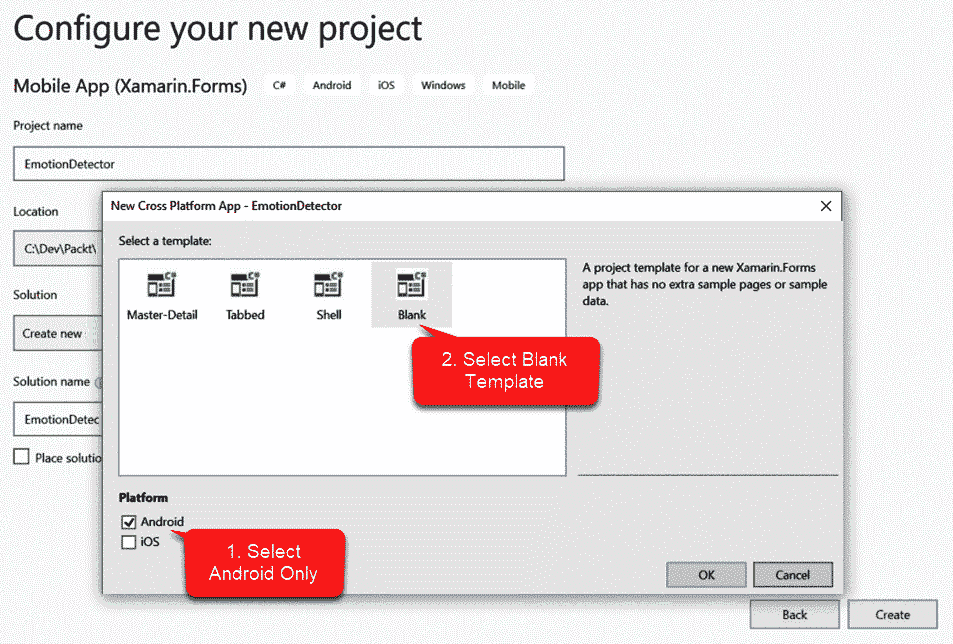 Configure your new project
Mobile App (Xamarin.Forms) C# Android iOS Windows Mobile
Project name
EmotionDetector
Location
C:\Dev\Packt\
Solution
Create new
Solution name
EmotionDetec
Place solutio
New Cross Platform App - EmotionDetector
Select a template:
Master-Detail Tabbed Shell Blank
A project template for a new Xamarin.Forms
app that has no extra sample pages or sample
data.
2. Select Blank
Template
Platform
Android
iOS
1. Select
Android Only
OK Cancel
Back Create